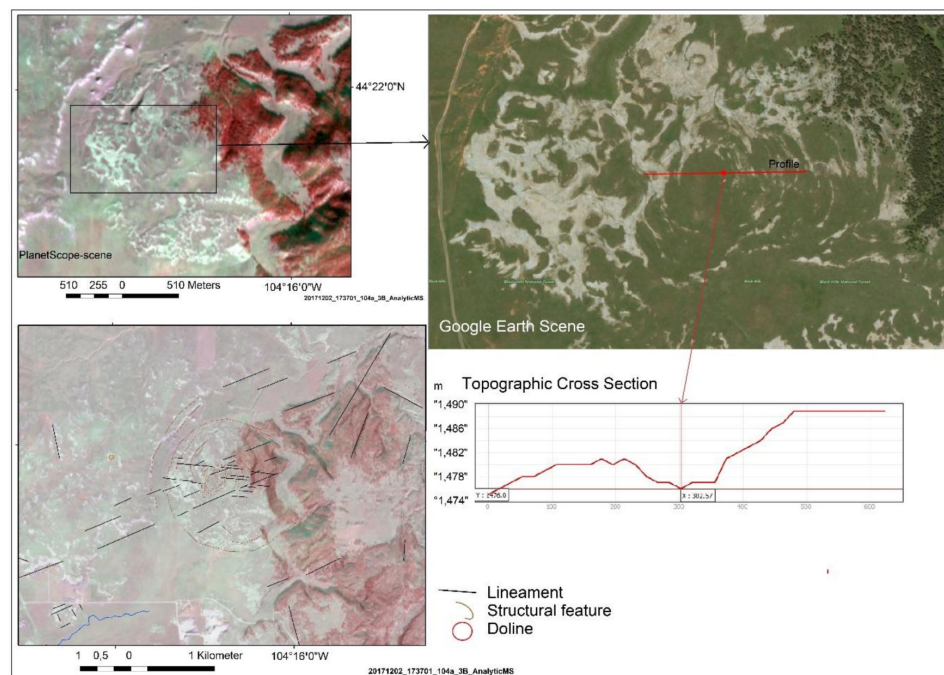 44°22'0"N
Profile
PlanetScope-scene
510 255 0 510 Meters
104°16'0"W
20171202_173701_104a_3B_AnalyticMS
Google Earth Scene
m Topographic Cross Section
°1,490"
°1,486"
°1,482"
°1,478"
°1,474"
X : 302.57
0 100 200 300 400 500 600
Lineament
Structural feature
Doline
1 0,5 0 1 Kilometer
104°16'0"W
20171202_173701_104a_3B_AnalyticMS